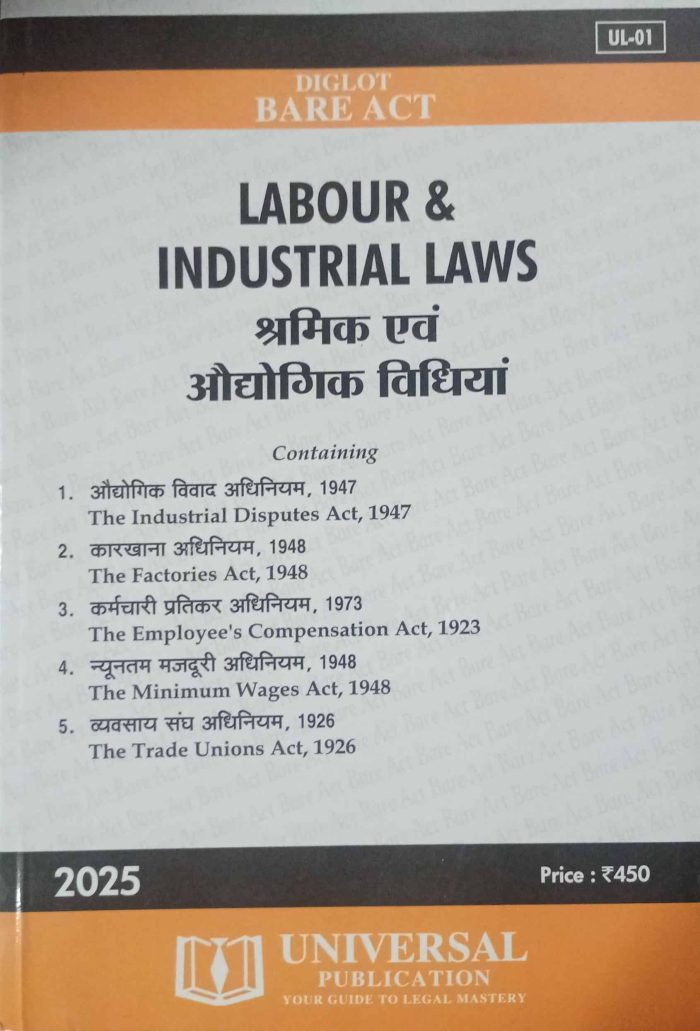 UL-01
DIGLOT
BARE ACT
LABOUR &
INDUSTRIAL LAWS
श्रमिक एवं
औद्योगिक विधियां
Containing
1. औद्योगिक विवाद अधिनियम, 1947
The Industrial Disputes Act, 1947
2. कारखाना अधिनियम, 1948
The Factories Act, 1948
3. कर्मचारी प्रतिकर अधिनियम, 1973
The Employee's Compensation Act, 1923
4. न्यूनतम मजदूरी अधिनियम, 1948
The Minimum Wages Act, 1948
5. व्यवसाय संघ अधिनियम, 1926
The Trade Unions Act, 1926
2025
Price : ₹450
UNIVERSAL
PUBLICATION
YOUR GUIDE TO LEGAL MASTERY